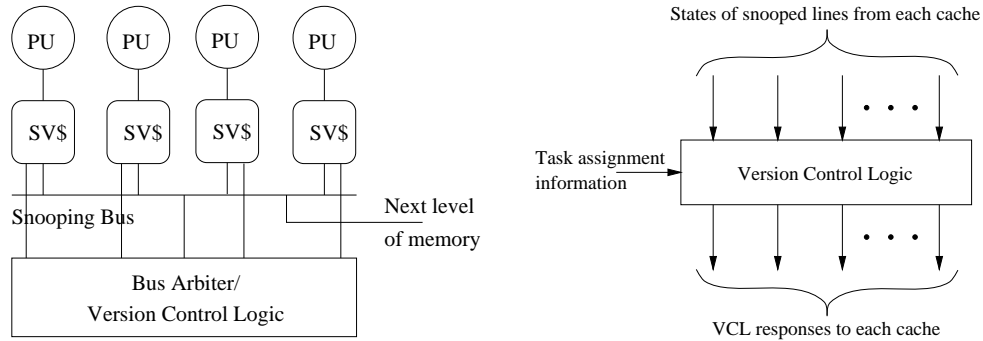 PU PU PU PU
SV$ SV$ SV$ SV$
Snooping Bus
Next level
of memory
Bus Arbiter/
Version Control Logic
States of snooped lines from each cache
Task assignment
information
Version Control Logic
VCL responses to each cache